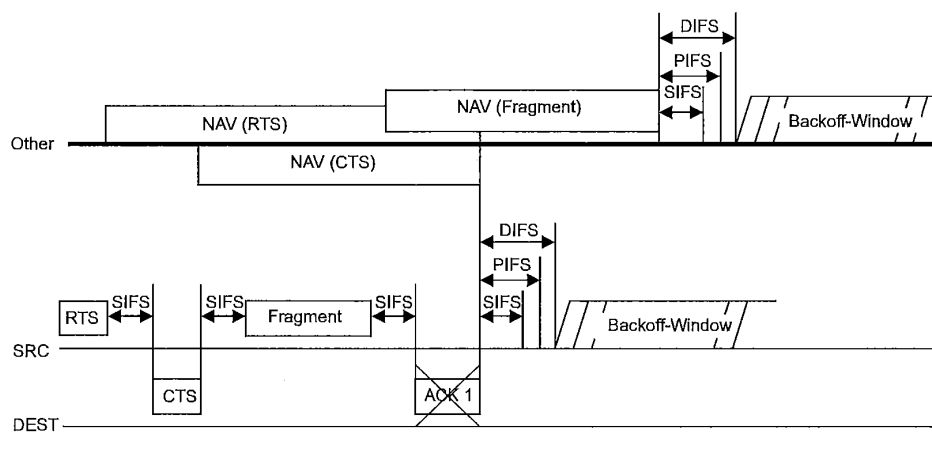 DIFS
PIFS
SIFS
NAV (Fragment)
NAV (RTS)
Backoff-Window
Other
NAV (CTS)
DIFS
PIFS
SIFS
SIFS
SIFS
SIFS
RTS
Fragment
Backoff-Window
SRC
CTS
ACK 1
DEST